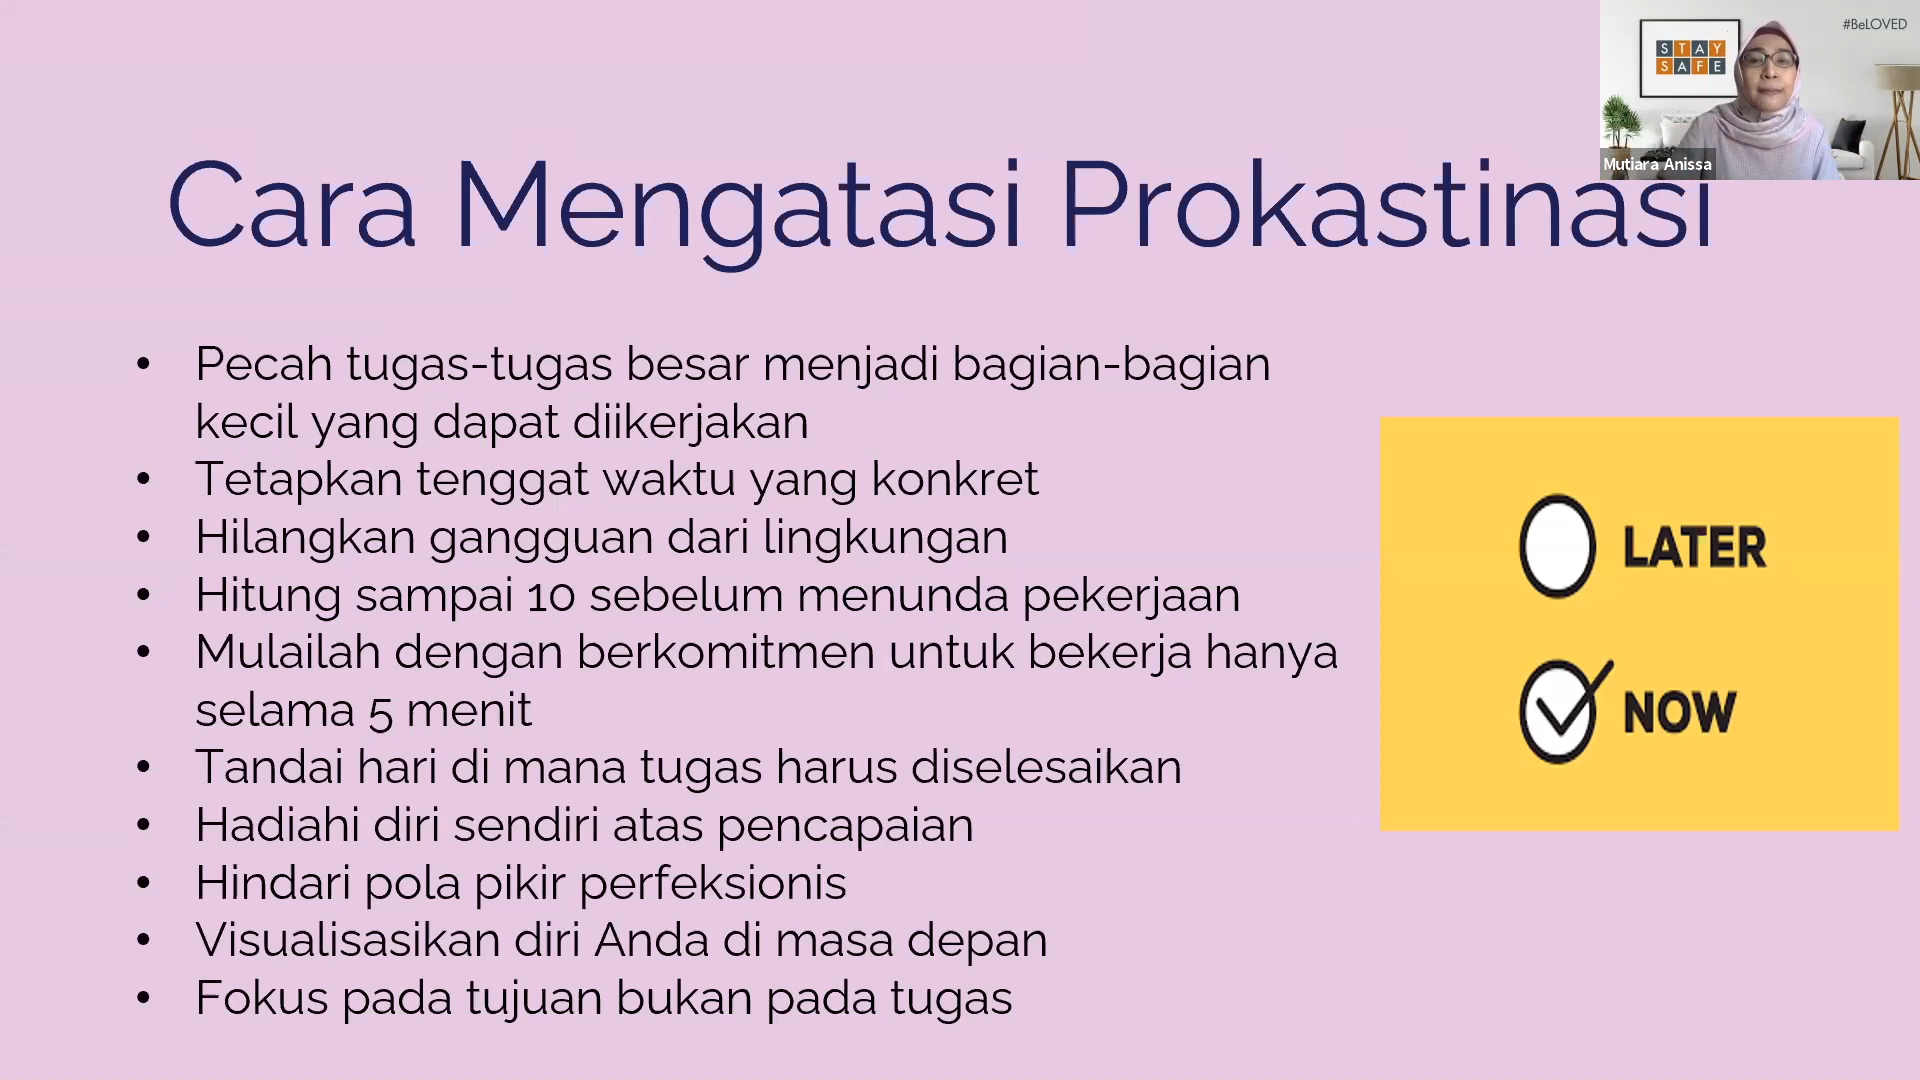 #BeLOVED
STAY
SAFE
Mutiara Anissa
Cara Mengatasi Prokastinasi
• Pecah tugas-tugas besar menjadi bagian-bagian
kecil yang dapat diikerjakan
• Tetapkan tenggat waktu yang konkret
• Hilangkan gangguan dari lingkungan
• Hitung sampai 10 sebelum menunda pekerjaan
• Mulailah dengan berkomitmen untuk bekerja hanya
selama 5 menit
• Tandai hari di mana tugas harus diselesaikan
• Hadiahi diri sendiri atas pencapaian
• Hindari pola pikir perfeksionis
• Visualisasikan diri Anda di masa depan
• Fokus pada tujuan bukan pada tugas
LATER
NOW